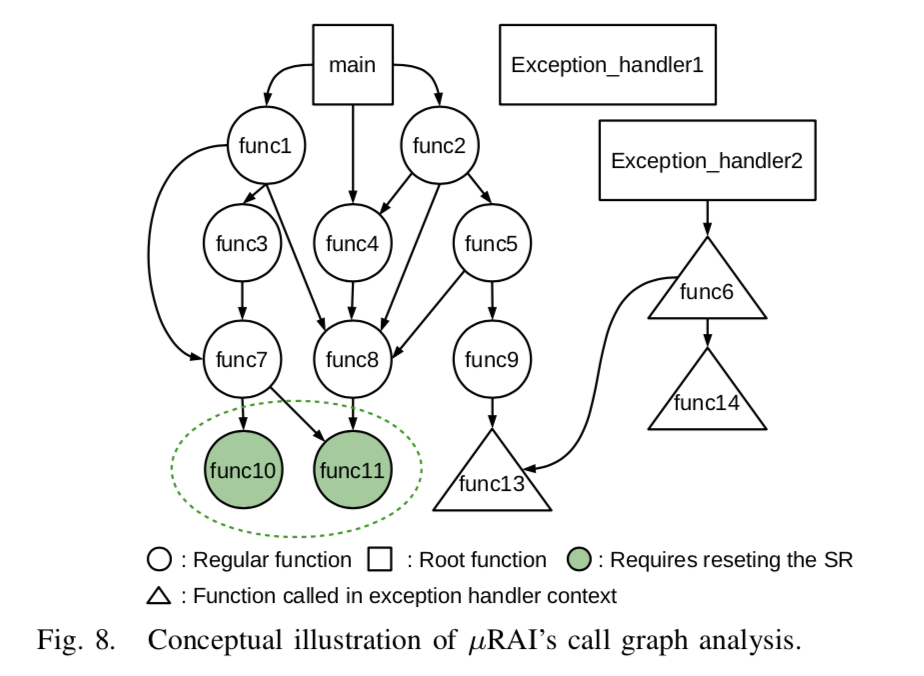 main
Exception_handler1
func1
func2
Exception_handler2
func3
func4
func5
func6
func7
func8
func9
func14
func10
func11
func13
: Regular function : Root function : Requires reseting the SR
: Function called in exception handler context
Fig. 8. Conceptual illustration of μRAI's call graph analysis.